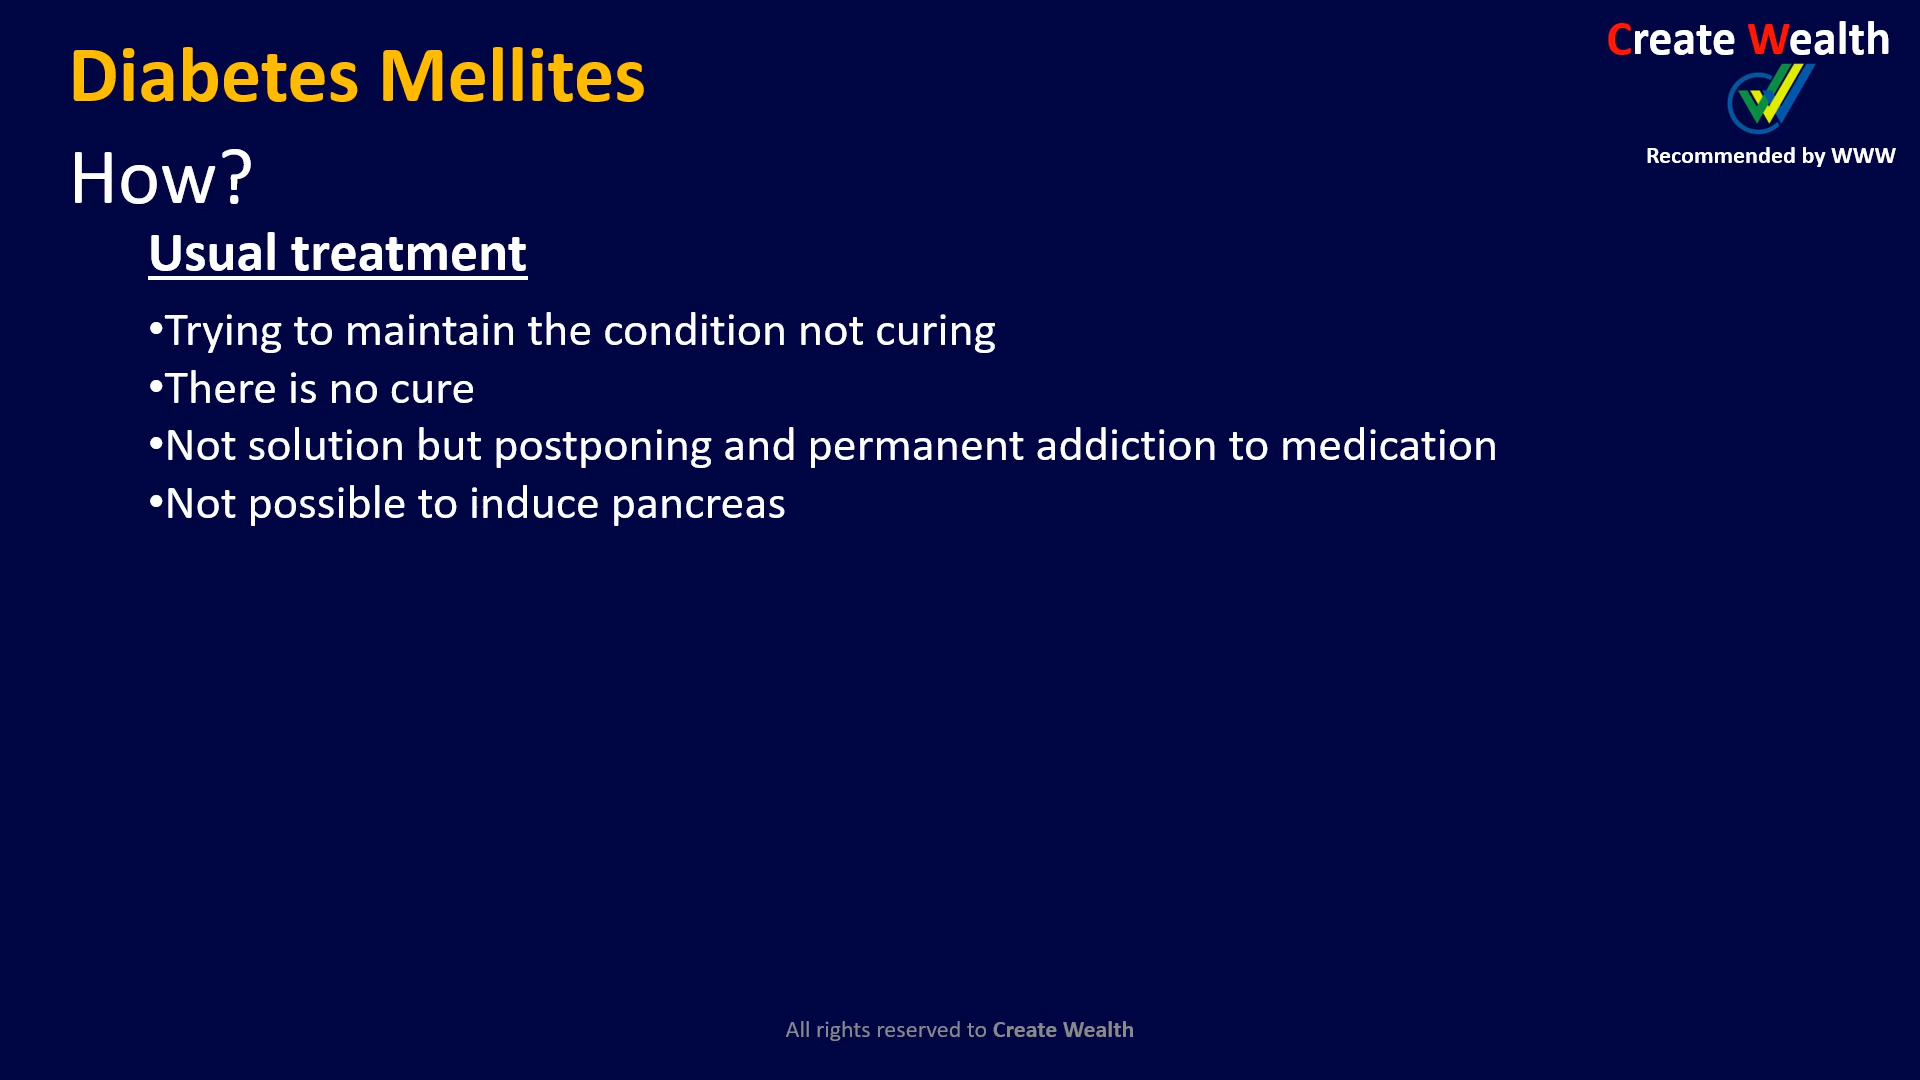 Diabetes Mellites
Create Wealth
Recommended by WWW
How?
Usual treatment
•Trying to maintain the condition not curing
•There is no cure
•Not solution but postponing and permanent addiction to medication
•Not possible to induce pancreas
All rights reserved to Create Wealth